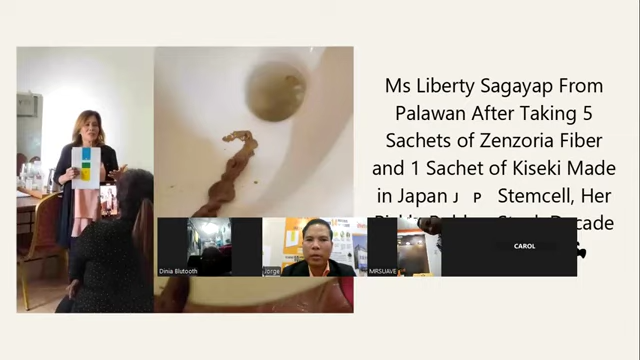 Ms Liberty Sagayap From
Palawan After Taking 5
Sachets of Zenzoria Fiber
and 1 Sachet of Kiseki Made
in Japan J P Stemcell, Her
Dinia Blutooth
Jorge
MRSUAVE
CAROL